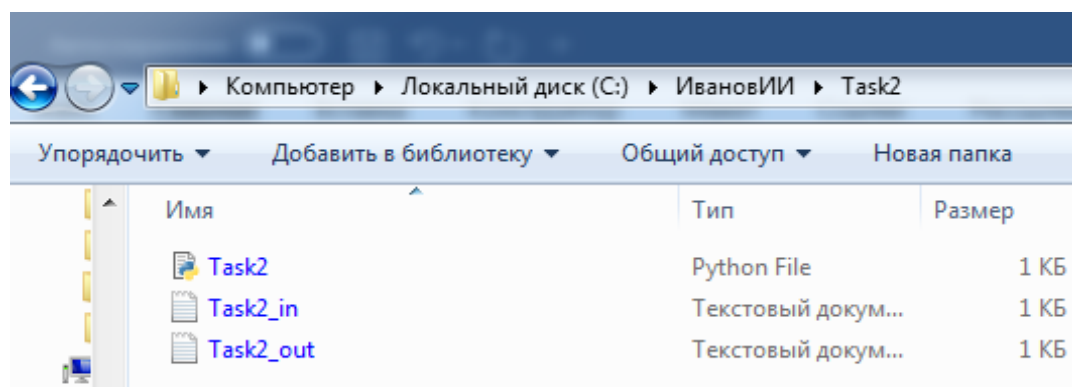 Компьютер Локальный диск (C:) ИвановИИ Task2
Упорядочить Добавить в библиотеку Общий доступ Новая папка
Имя Тип Размер
Task2 Python File 1 КБ
Task2_in Текстовый докум... 1 КБ
Task2_out Текстовый докум... 1 КБ